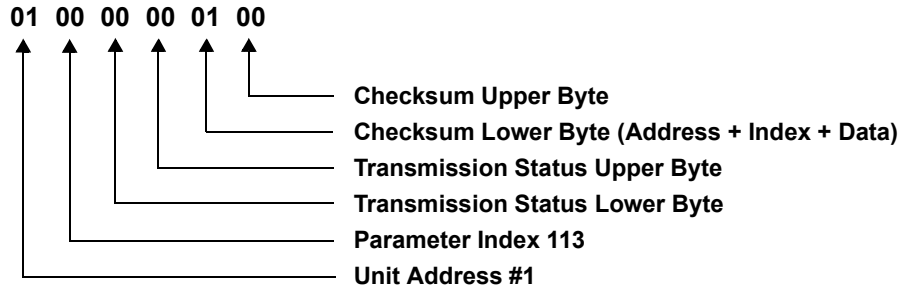 01 00 00 00 01 00
Checksum Upper Byte
Checksum Lower Byte (Address + Index + Data)
Transmission Status Upper Byte
Transmission Status Lower Byte
Parameter Index 113
Unit Address #1